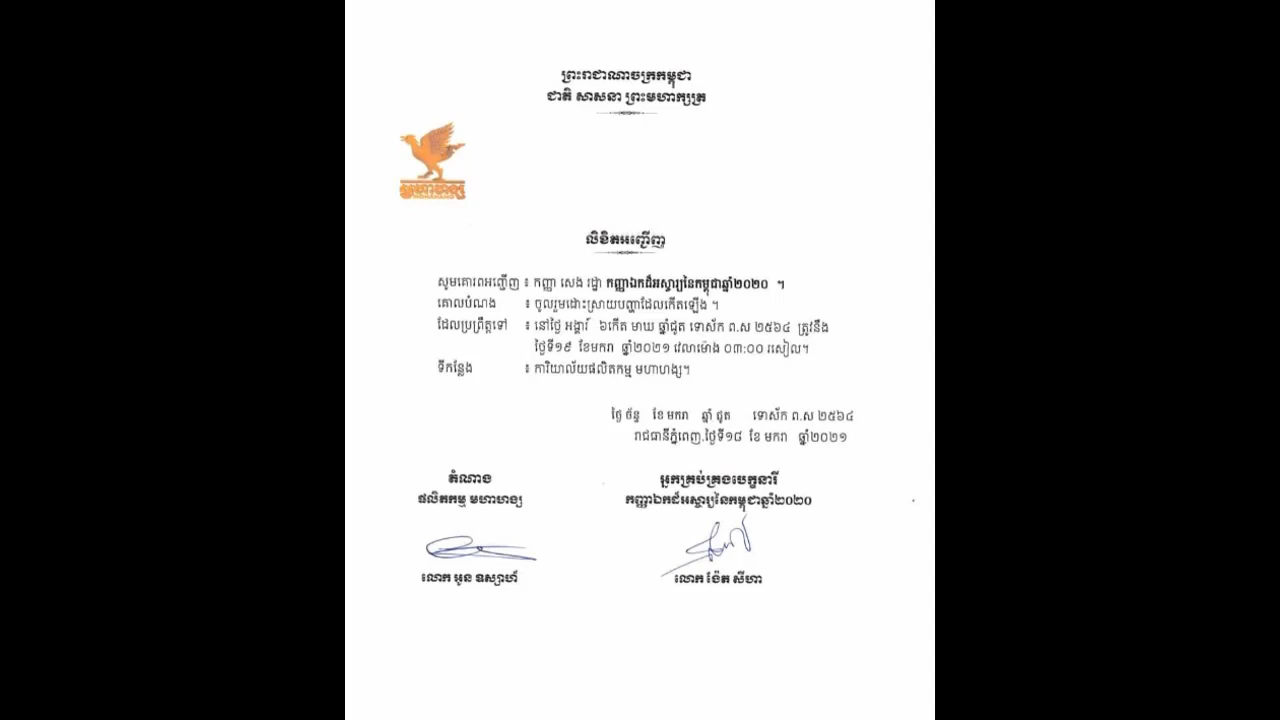 ព្រះរាជាណាចក្រកម្ពុជា
ជាតិ សាសនា ព្រះមហាក្សត្រ
មហាហង្ស
លិខិតអញ្ជើញ
សូមគោរពអញ្ជើញ ៖ កញ្ញា សេង រដ្ឋា កញ្ញាឯកដ៏អស្ចារ្យនៃកម្ពុជាឆ្នាំ២០២០ ។
គោលបំណង ៖ ចូលរួមដោះស្រាយបញ្ហាដែលកើតឡើង ។
ដែលប្រព្រឹត្តទៅ ៖ នៅថ្ងៃ អង្គារ៍ ៦កើត មាឃ ឆ្នាំជូត ទោស័ក ព.ស ២៥៦៤ ត្រូវនឹង
ថ្ងៃទី១៩ ខែមករា ឆ្នាំ២០២១ វេលាម៉ោង ០៣:០០ រសៀល។
ទីកន្លែង ៖ ការិយាល័យផលិតកម្ម មហាហង្ស។
ថ្ងៃ ច័ន្ទ ខែ មករា ឆ្នាំ ជូត ទោស័ក ព.ស ២៥៦៤
រាជធានីភ្នំពេញ,ថ្ងៃទី១៨ ខែ មករា ឆ្នាំ២០២១
តំណាង
ផលិតកម្ម មហាហង្ស
អ្នកគ្រប់គ្រងបេក្ខនារី
កញ្ញាឯកដ៏អស្ចារ្យនៃកម្ពុជាឆ្នាំ២០២០
លោក អូន ឧស្សាហ៍
លោក ង៉ែត សីហា